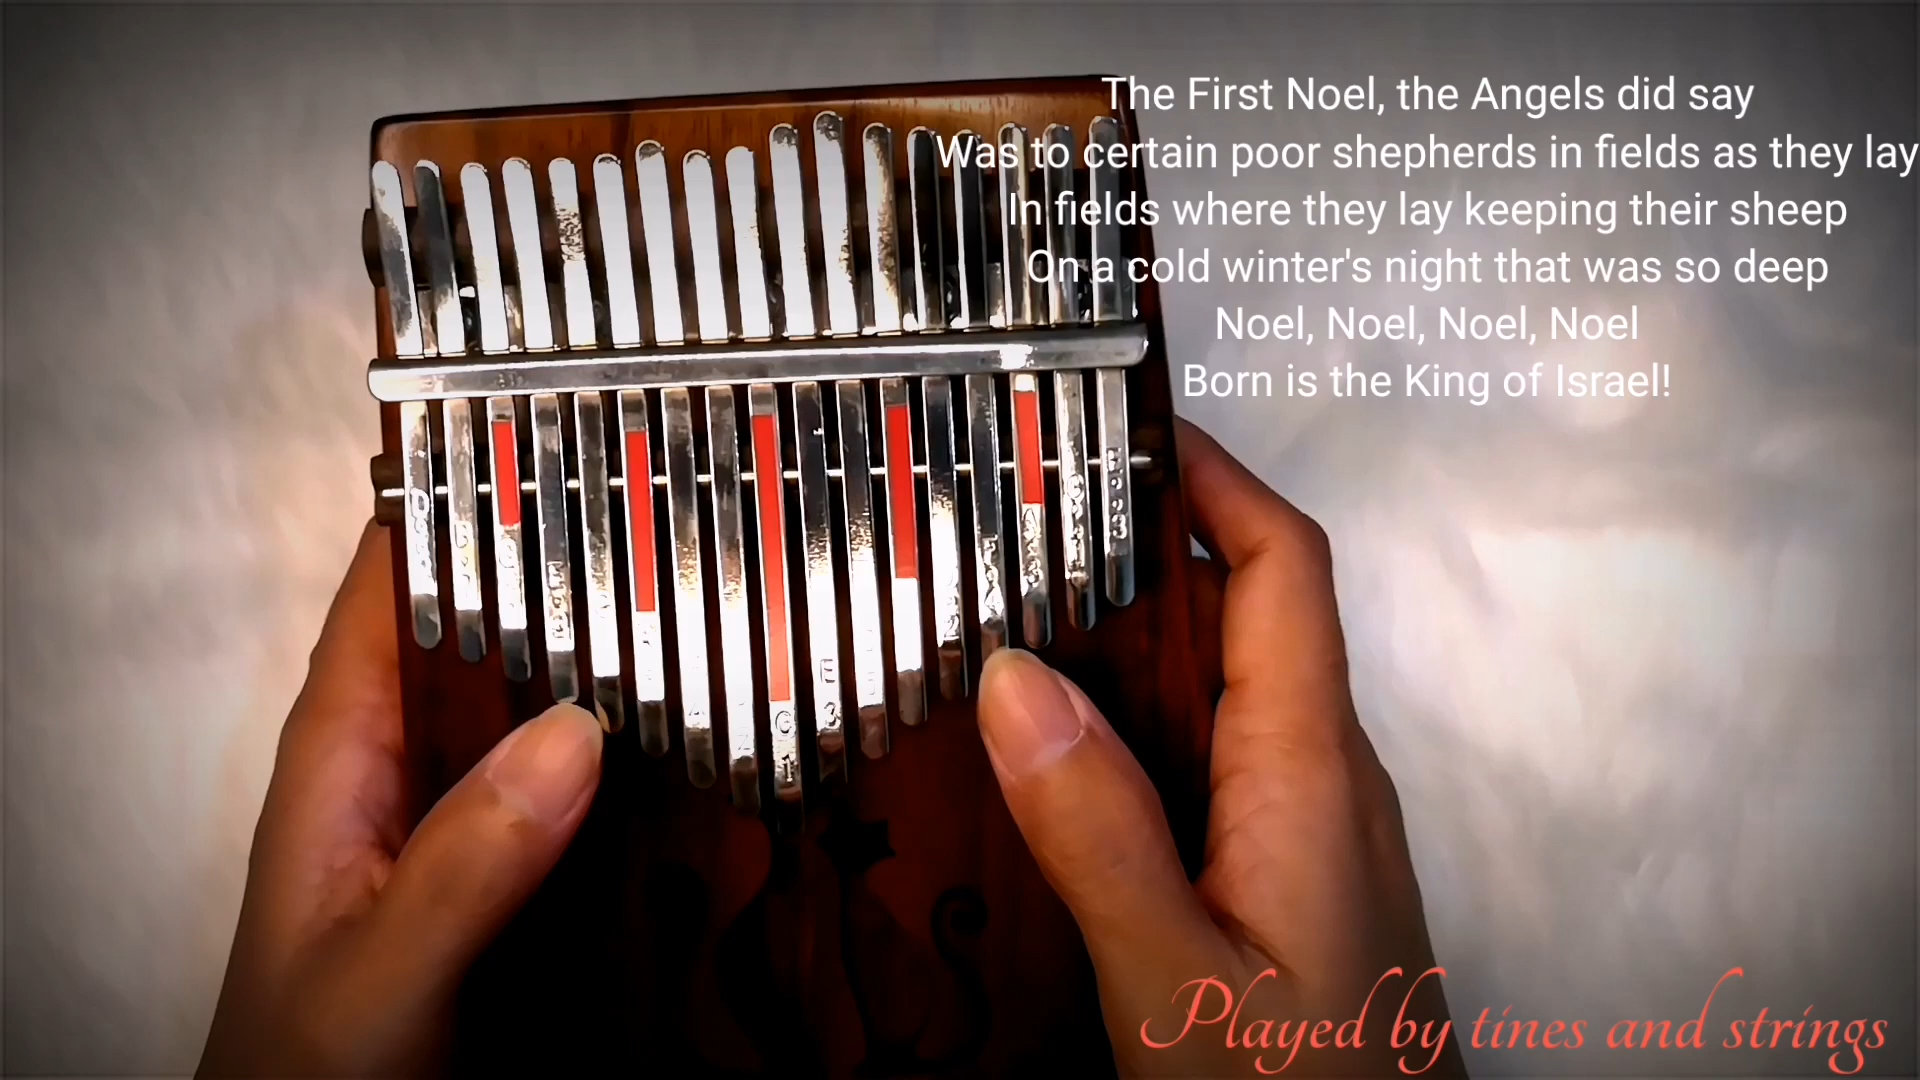 The First Noel, the Angels did say
Was to certain poor shepherds in fields as they lay
In fields where they lay keeping their sheep
On a cold winter's night that was so deep
Noel, Noel, Noel, Noel
Born is the King of Israel!
E
3
G
1
Played by tines and strings